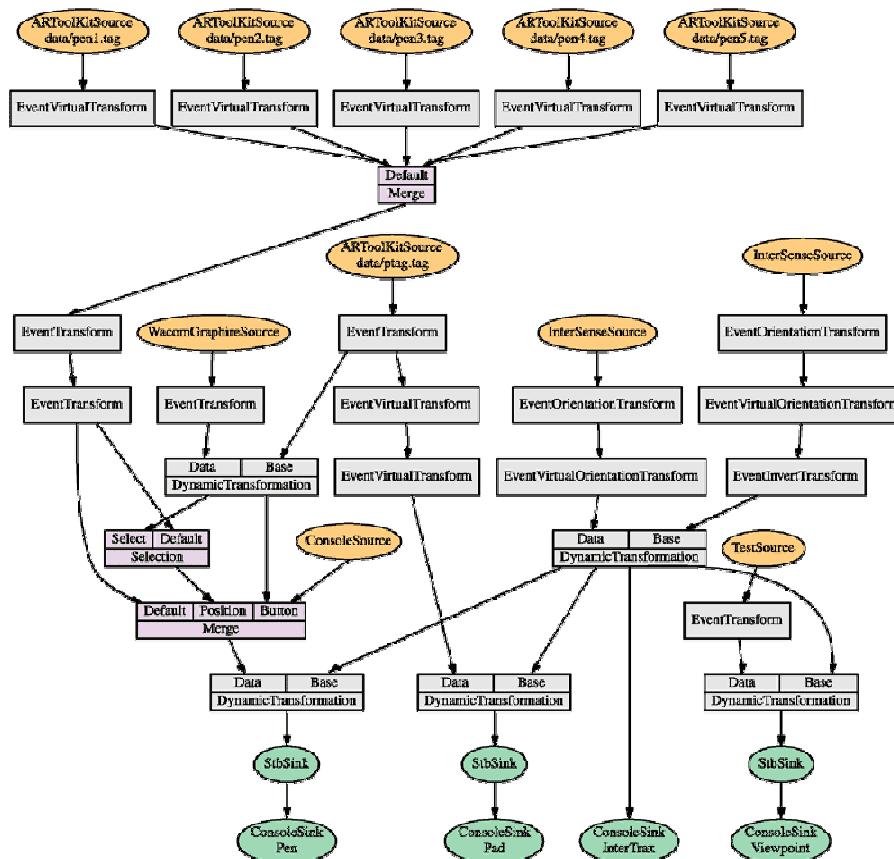 ARToolKitSource
data/pen1.tag
ARToolKitSource
data/pen2.tag
ARToolKitSource
data/pen3.tag
ARToolKitSource
data/pen4.tag
ARToolKitSource
data/pen5.tag
EventVirtualTransform
EventVirtualTransform
EventVirtualTransform
EventVirtualTransform
EventVirtualTransform
Default
Merge
ARToolKitSource
data/ptag.tag
InterSenseSource
EventTransform
WacomGraphireSource
EventTransform
InterSenseSource
EventOrientationTransform
EventTransform
EventTransform
EventVirtualTransform
EventOrientationTransform
EventVirtualOrientationTransform
Data Base
DynamicTransformation
EventVirtualTransform
EventVirtualOrientationTransform
EventInvertTransform
Select Default
Selection
ConsoleSource
Data Base
DynamicTransformation
TestSource
Default Position Button
Merge
EventTransform
Data Base
DynamicTransformation
Data Base
DynamicTransformation
Data Base
DynamicTransformation
StbSink
StbSink
StbSink
ConsoleSink
Pen
ConsoleSink
Pad
ConsoleSink
InterTrax
ConsoleSink
Viewpoint